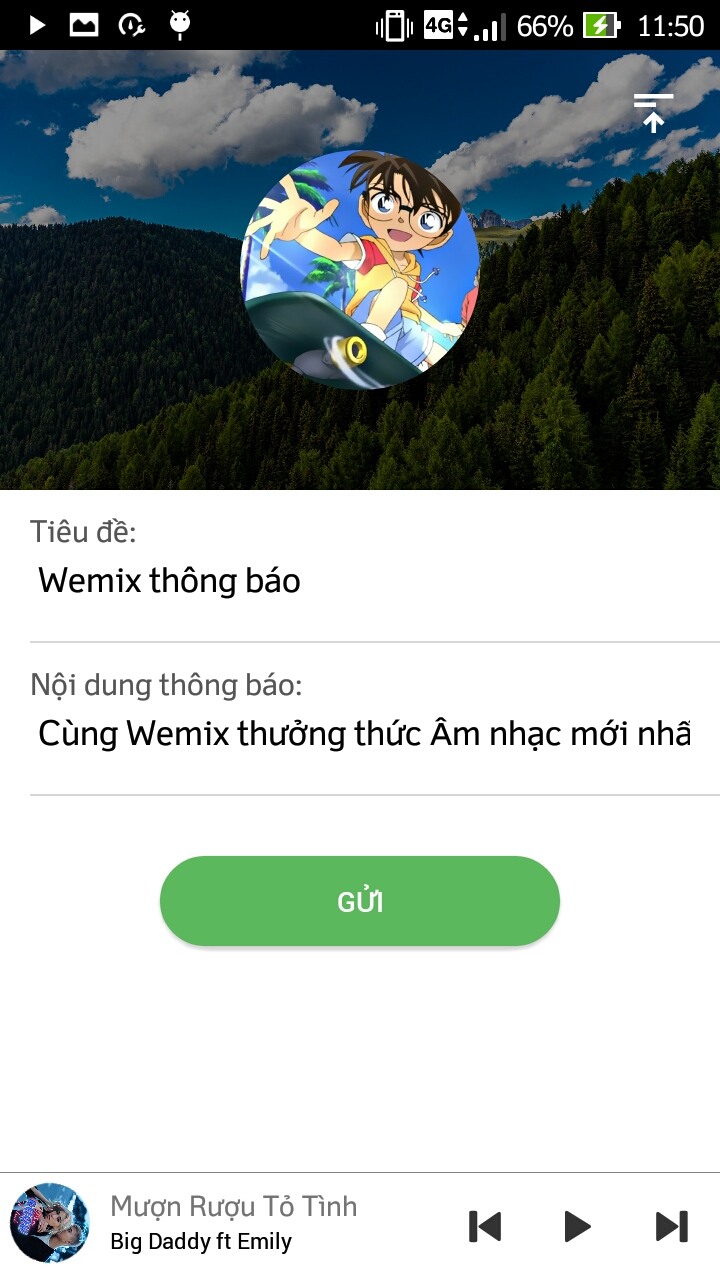 4G 66% 11:50
Tiêu đề:
Wemix thông báo
Nội dung thông báo:
Cùng Wemix thưởng thức Âm nhạc mới nhấ
GỬI
Mượn Rượu Tỏ Tình
Big Daddy ft Emily